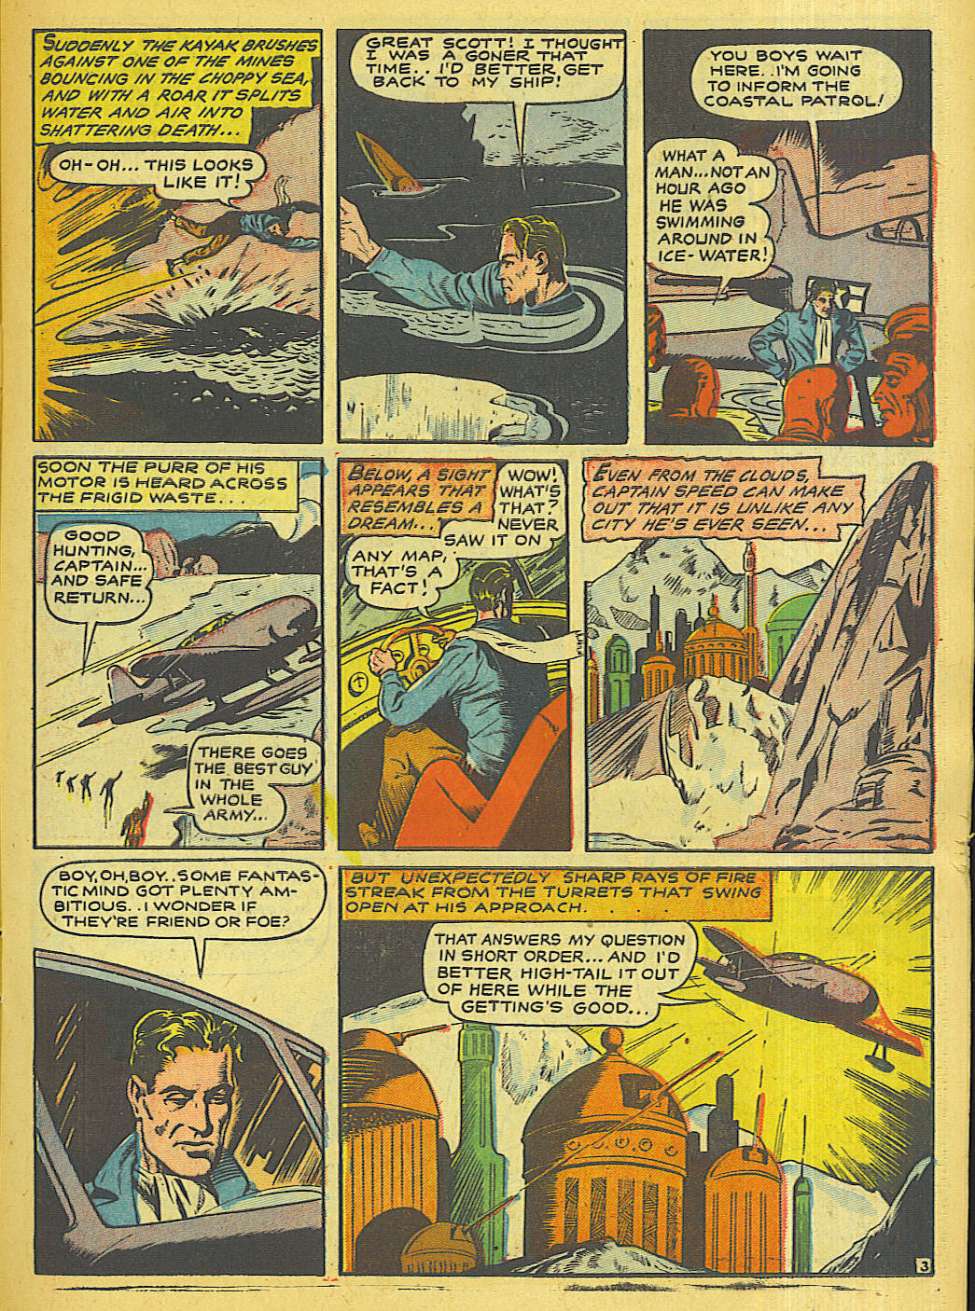 SUDDENLY THE KAYAK BRUSHES
AGAINST ONE OF THE MINES
BOUNCING IN THE CHOPPY SEA,
AND WITH A ROAR IT SPLITS
WATER AND AIR INTO
SHATTERING DEATH...
OH-OH... THIS LOOKS
LIKE IT!
GREAT SCOTT! I THOUGHT
I WAS A GONER THAT
TIME.. I'D BETTER GET
BACK TO MY SHIP!
YOU BOYS WAIT
HERE.. I'M GOING
TO INFORM THE
COASTAL PATROL!
WHAT A
MAN...NOT AN
HOUR AGO
HE WAS
SWIMMING
AROUND IN
ICE-WATER!
SOON THE PURR OF HIS
MOTOR IS HEARD ACROSS
THE FRIGID WASTE...
GOOD
HUNTING,
CAPTAIN...
AND SAFE
RETURN...
THERE GOES
THE BEST GUY
IN THE
WHOLE
ARMY...
BELOW, A SIGHT
APPEARS THAT
RESEMBLES A
DREAM...
WOW!
WHAT'S
THAT?
NEVER
SAW IT ON
ANY MAP,
THAT'S A
FACT!
EVEN FROM THE CLOUDS,
CAPTAIN SPEED CAN MAKE
OUT THAT IT IS UNLIKE ANY
CITY HE'S EVER SEEN...
BOY, OH, BOY..SOME FANTAS-
TIC MIND GOT PLENTY AM-
BITIOUS..I WONDER IF
THEY'RE FRIEND OR FOE?
BUT UNEXPECTEDLY SHARP RAYS OF FIRE
STREAK FROM THE TURRETS THAT SWING
OPEN AT HIS APPROACH. . . .
THAT ANSWERS MY QUESTION
IN SHORT ORDER... AND I'D
BETTER HIGH-TAIL IT OUT
OF HERE WHILE THE
GETTING'S GOOD...
3